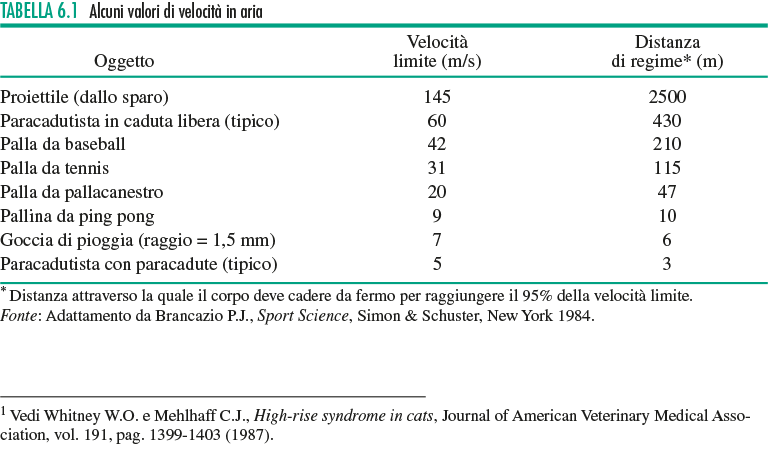 TABELLA 6.1 Alcuni valori di velocità in aria
Oggetto Velocità limite (m/s) Distanza di regime* (m)
Proiettile (dallo sparo) 145 2500
Paracadutista in caduta libera (tipico) 60 430
Palla da baseball 42 210
Palla da tennis 31 115
Palla da pallacanestro 20 47
Pallina da ping pong 9 10
Goccia di pioggia (raggio = 1,5 mm) 7 6
Paracadutista con paracadute (tipico) 5 3
* Distanza attraverso la quale il corpo deve cadere da fermo per raggiungere il 95% della velocità limite.
Fonte: Adattamento da Brancazio P.J., Sport Science, Simon & Schuster, New York 1984.
1 Vedi Whitney W.O. e Mehlhaff C.J., High-rise syndrome in cats, Journal of American Veterinary Medical Asso-
ciation, vol. 191, pag. 1399-1403 (1987).